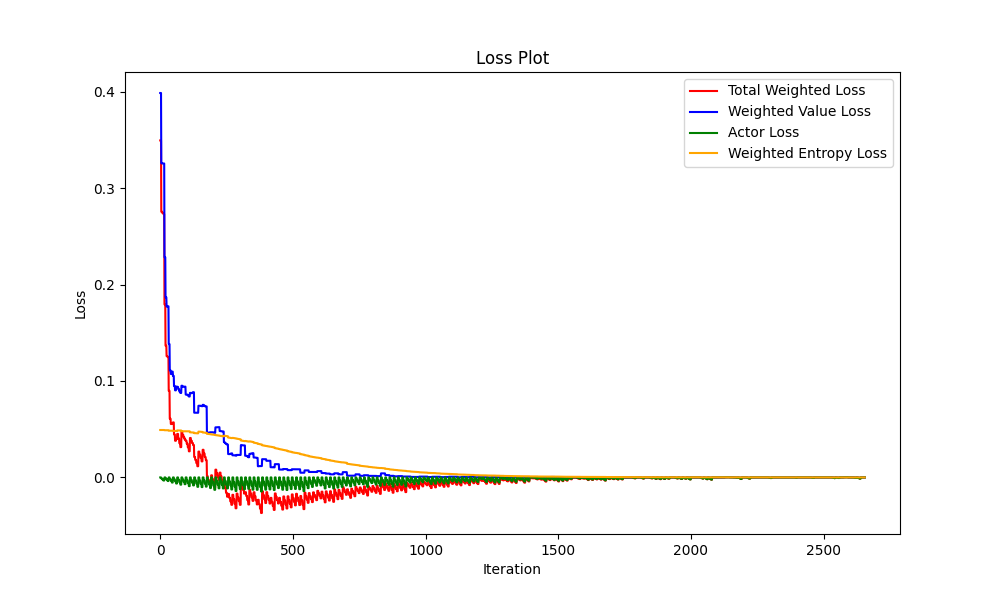 Loss Plot
Total Weighted Loss
Weighted Value Loss
Actor Loss
Weighted Entropy Loss
Loss
0.4
0.3
0.2
0.1
0.0
0
500
1000
1500
2000
2500
Iteration